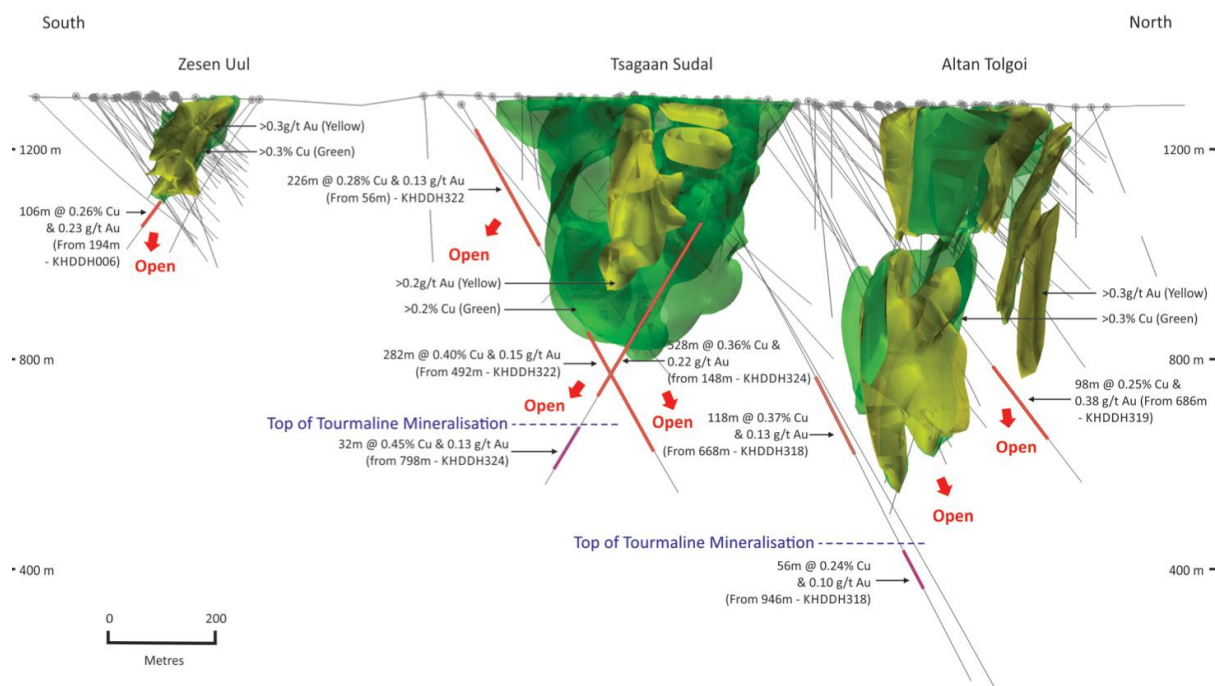 South
North
Zesen Uul
Tsagaan Sudal
Altan Tolgoi
>0.3g/t Au (Yellow)
>0.3% Cu (Green)
1200 m
1200 m
226m @ 0.28% Cu & 0.13 g/t Au
(From 56m) - KHDDH322
106m @ 0.26% Cu
& 0.23 g/t Au
(From 194m
- KHDDH006)
Open
Open
>0.2g/t Au (Yellow)
>0.2% Cu (Green)
>0.3g/t Au (Yellow)
>0.3% Cu (Green)
800 m
800 m
282m @ 0.40% Cu & 0.15 g/t Au
(From 492m - KHDDH322)
528m @ 0.36% Cu &
0.22 g/t Au
(from 148m - KHDDH324)
98m @ 0.25% Cu &
0.38 g/t Au (From 686m
- KHDDH319)
Open
Open
118m @ 0.37% Cu
& 0.13 g/t Au
(From 668m - KHDDH318)
Open
Top of Tourmaline Mineralisation
32m @ 0.45% Cu & 0.13 g/t Au
(from 798m - KHDDH324)
Open
Top of Tourmaline Mineralisation
400 m
400 m
56m @ 0.24% Cu
& 0.10 g/t Au
(From 946m - KHDDH318)
0
200
Metres